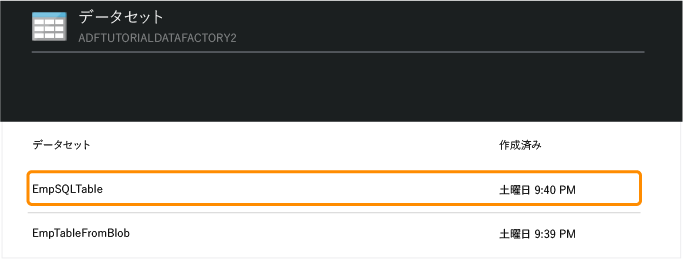 データセット
ADFTUTORIALDATAFACTORY2
データセット 作成済み
EmpSQLTable 土曜日 9:40 PM
EmpTableFromBlob 土曜日 9:39 PM